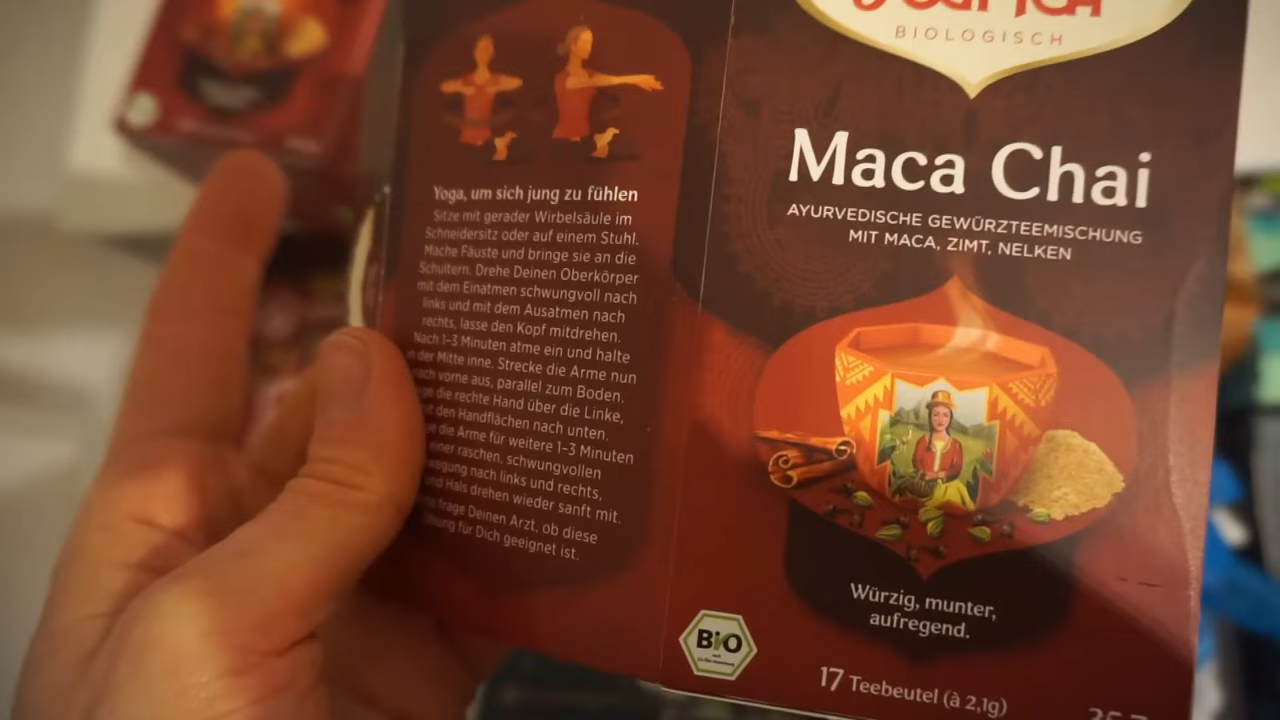 Yoga, um sich jung zu fühlen
Sitze mit gerader Wirbelsäule im
Schneidersitz oder auf einem Stuhl.
Mache Fäuste und bringe sie an die
Schultern. Drehe Deinen Oberkörper
mit dem Einatmen schwungvoll nach
links und mit dem Ausatmen nach
rechts, lasse den Kopf mitdrehen.
Nach 1-3 Minuten atme ein und halte
in der Mitte inne. Strecke die Arme nun
nach vorne aus, parallel zum Boden.
die rechte Hand über die Linke,
den Handflächen nach unten.
die Arme für weitere 1-3 Minuten
einer raschen, schwungvollen
nach links und rechts,
und Hals drehen wieder sanft mit.
frage Deinen Arzt, ob diese
für Dich geeignet ist.
BIOLOGISCH
Maca Chai
AYURVEDISCHE GEWÜRZTEEMISCHUNG
MIT MACA, ZIMT, NELKEN
Würzig, munter,
aufregend.
BIO
17 Teebeutel (à 2,1g)